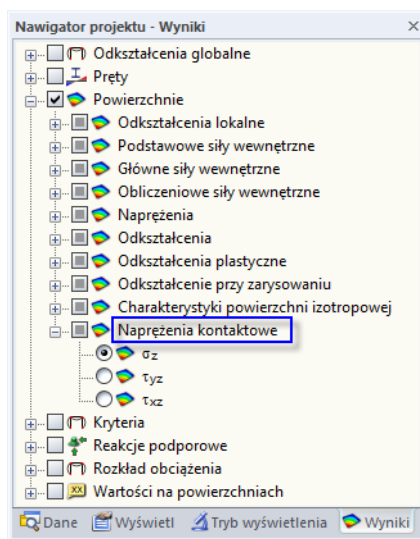 Nawigator projektu - Wyniki
Odkształcenia globalne
Pręty
Powierzchnie
Odkształcenia lokalne
Podstawowe siły wewnętrzne
Główne siły wewnętrzne
Obliczeniowe siły wewnętrzne
Naprężenia
Odkształcenia
Odkształcenia plastyczne
Odkształcenie przy zarysowaniu
Charakterystyki powierzchni izotropowej
Naprężenia kontaktowe
σz
τyz
τxz
Kryteria
Reakcje podporowe
Rozkład obciążenia
xx Wartości na powierzchniach
Dane Wyświetl Tryb wyświetlenia Wyniki